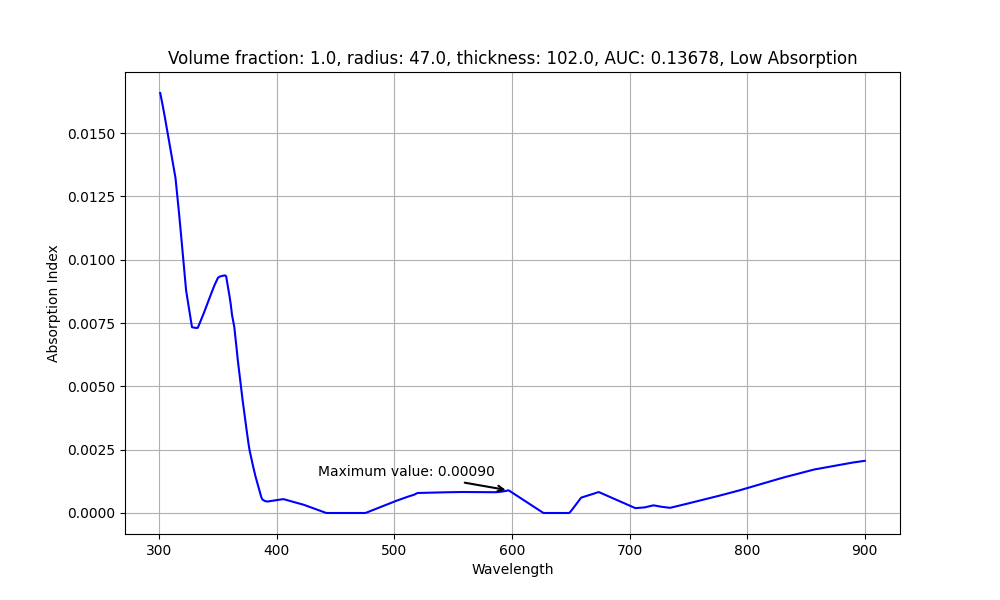 Volume fraction: 1.0, radius: 47.0, thickness: 102.0, AUC: 0.13678, Low Absorption
0.0150
0.0125
0.0100
0.0075
0.0050
0.0025
0.0000
Absorption Index
Maximum value: 0.00090
300 400 500 600 700 800 900
Wavelength